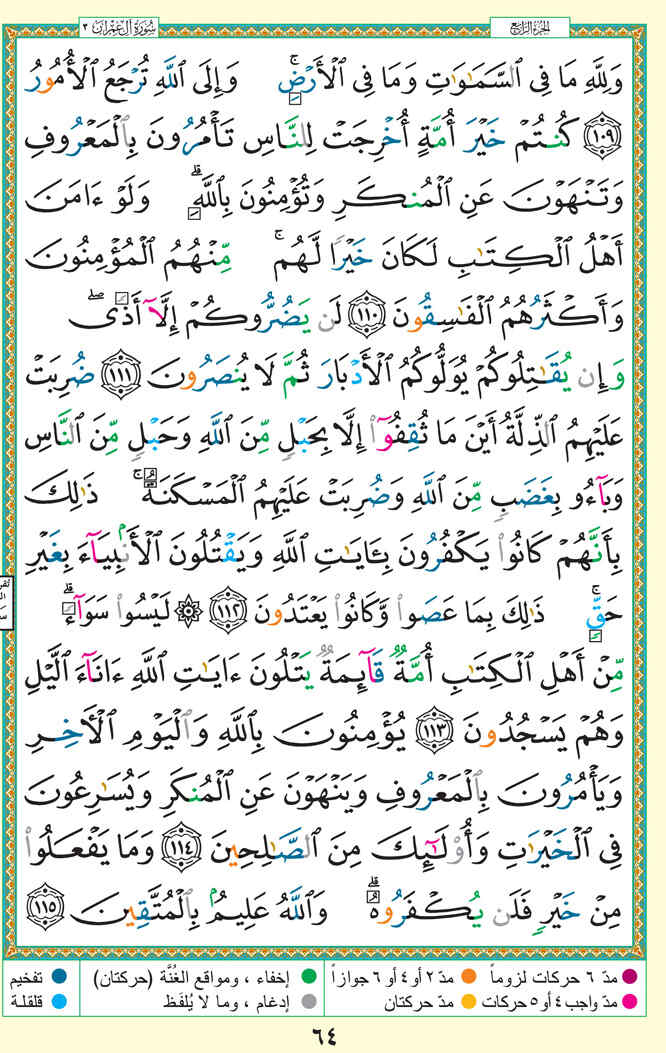 سُورَةُ آلِ عِمْرَان ٣
الجُزءُ الرَّابِع
وَلِلَّهِ مَا فِى ٱلسَّمَـٰوَٰتِ وَمَا فِى ٱلْأَرْضِ ۚ وَإِلَى ٱللَّهِ تُرْجَعُ ٱلْأُمُورُ
﴿١٠٩﴾ كُنتُمْ خَيْرَ أُمَّةٍ أُخْرِجَتْ لِلنَّاسِ تَأْمُرُونَ بِٱلْمَعْرُوفِ
وَتَنْهَوْنَ عَنِ ٱلْمُنكَرِ وَتُؤْمِنُونَ بِٱللَّهِ ۗ وَلَوْ ءَامَنَ
أَهْلُ ٱلْكِتَـٰبِ لَكَانَ خَيْرًا لَّهُم ۚ مِّنْهُمُ ٱلْمُؤْمِنُونَ
وَأَكْثَرُهُمُ ٱلْفَـٰسِقُونَ ﴿١١٠﴾ لَن يَضُرُّوكُمْ إِلَّآ أَذًى ۖ
وَإِن يُقَـٰتِلُوكُمْ يُوَلُّوكُمُ ٱلْأَدْبَارَ ثُمَّ لَا يُنصَرُونَ ﴿١١١﴾ ضُرِبَتْ
عَلَيْهِمُ ٱلذِّلَّةُ أَيْنَ مَا ثُقِفُوٓا۟ إِلَّا بِحَبْلٍ مِّنَ ٱللَّهِ وَحَبْلٍ مِّنَ ٱلنَّاسِ
وَبَآءُو بِغَضَبٍ مِّنَ ٱللَّهِ وَضُرِبَتْ عَلَيْهِمُ ٱلْمَسْكَنَةُ ۚ ذَٰلِكَ
بِأَنَّهُمْ كَانُوا۟ يَكْفُرُونَ بِـَٔايَـٰتِ ٱللَّهِ وَيَقْتُلُونَ ٱلْأَنۢبِيَآءَ بِغَيْرِ
حَقٍّ ۚ ذَٰلِكَ بِمَا عَصَوا۟ وَّكَانُوا۟ يَعْتَدُونَ ﴿١١٢﴾ ۞ لَيْسُوا۟ سَوَآءً ۗ
مِّنْ أَهْلِ ٱلْكِتَـٰبِ أُمَّةٌ قَآئِمَةٌ يَتْلُونَ ءَايَـٰتِ ٱللَّهِ ءَانَآءَ ٱلَّيْلِ
وَهُمْ يَسْجُدُونَ ﴿١١٣﴾ يُؤْمِنُونَ بِٱللَّهِ وَٱلْيَوْمِ ٱلْـَٔاخِرِ
وَيَأْمُرُونَ بِٱلْمَعْرُوفِ وَيَنْهَوْنَ عَنِ ٱلْمُنكَرِ وَيُسَـٰرِعُونَ
فِى ٱلْخَيْرَٰتِ وَأُو۟لَـٰٓئِكَ مِنَ ٱلصَّـٰلِحِينَ ﴿١١٤﴾ وَمَا يَفْعَلُوا۟
مِنْ خَيْرٍ فَلَن يُكْفَرُوهُ ۗ وَٱللَّهُ عَلِيمٌۢ بِٱلْمُتَّقِينَ ﴿١١٥﴾
مدّ ٦ حركات لزوماً مدّ ٢ أو ٤ أو ٦ جوازاً إخفاء ، ومواقع الغُنَّة (حركتان) تفخيم
مدّ واجب ٤ أو ٥ حركات مدّ حركتان إدغام ، وما لا يُلفَظ قلقلة
٦٤